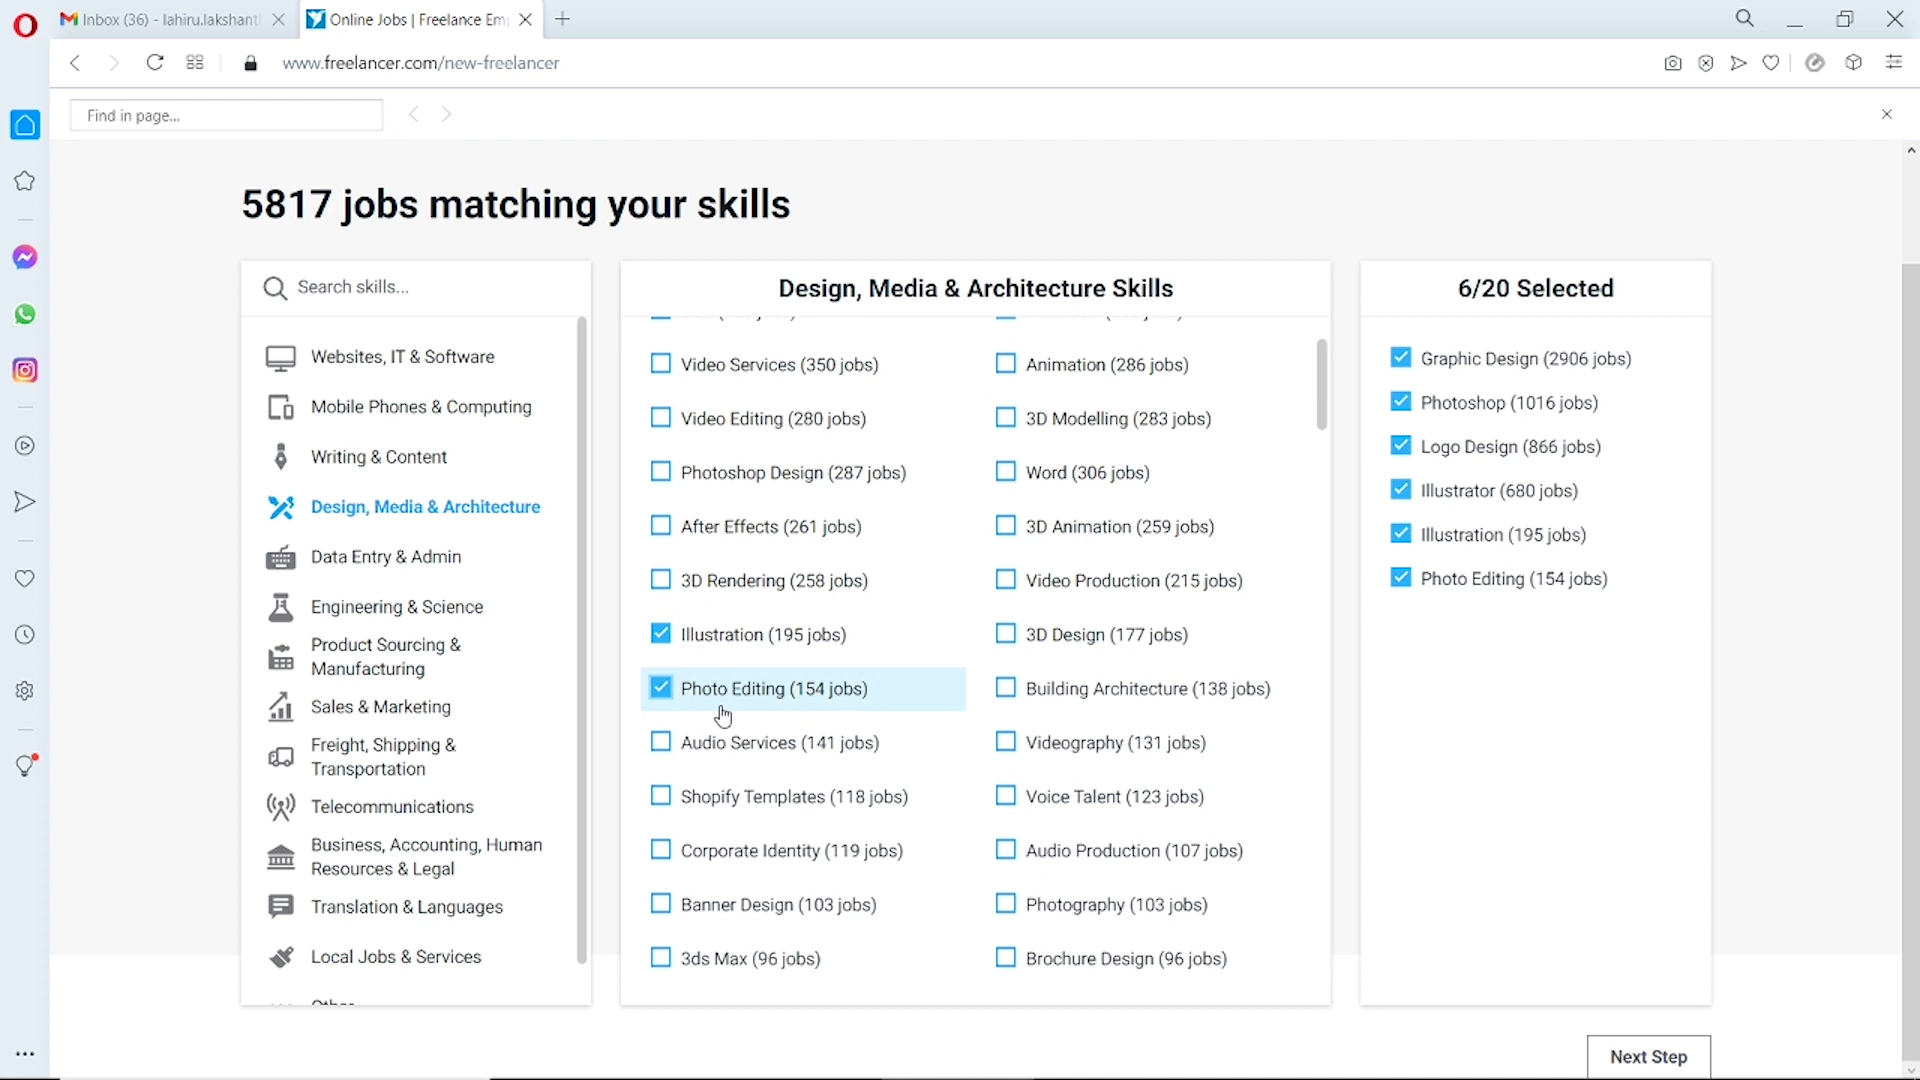 Inbox (36) - lahiru.lakshant
Online Jobs | Freelance Em
www.freelancer.com/new-freelancer
Find in page...
5817 jobs matching your skills
Search skills...
Websites, IT & Software
Mobile Phones & Computing
Writing & Content
Design, Media & Architecture
Data Entry & Admin
Engineering & Science
Product Sourcing &
Manufacturing
Sales & Marketing
Freight, Shipping &
Transportation
Telecommunications
Business, Accounting, Human
Resources & Legal
Translation & Languages
Local Jobs & Services
Design, Media & Architecture Skills
Video Services (350 jobs)
Animation (286 jobs)
Video Editing (280 jobs)
3D Modelling (283 jobs)
Photoshop Design (287 jobs)
Word (306 jobs)
After Effects (261 jobs)
3D Animation (259 jobs)
3D Rendering (258 jobs)
Video Production (215 jobs)
Illustration (195 jobs)
3D Design (177 jobs)
Photo Editing (154 jobs)
Building Architecture (138 jobs)
Audio Services (141 jobs)
Videography (131 jobs)
Shopify Templates (118 jobs)
Voice Talent (123 jobs)
Corporate Identity (119 jobs)
Audio Production (107 jobs)
Banner Design (103 jobs)
Photography (103 jobs)
3ds Max (96 jobs)
Brochure Design (96 jobs)
6/20 Selected
Graphic Design (2906 jobs)
Photoshop (1016 jobs)
Logo Design (866 jobs)
Illustrator (680 jobs)
Illustration (195 jobs)
Photo Editing (154 jobs)
Next Step